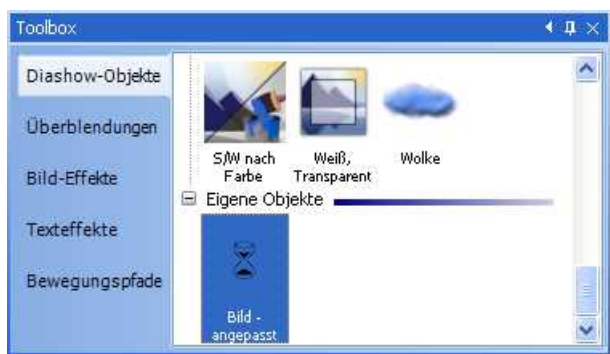 Toolbox
Diashow-Objekte
Überblendungen
Bild-Effekte
Texteffekte
Bewegungspfade
S/W nach
Farbe
Weiß,
Transparent
Wolke
Eigene Objekte
Bild -
angepasst